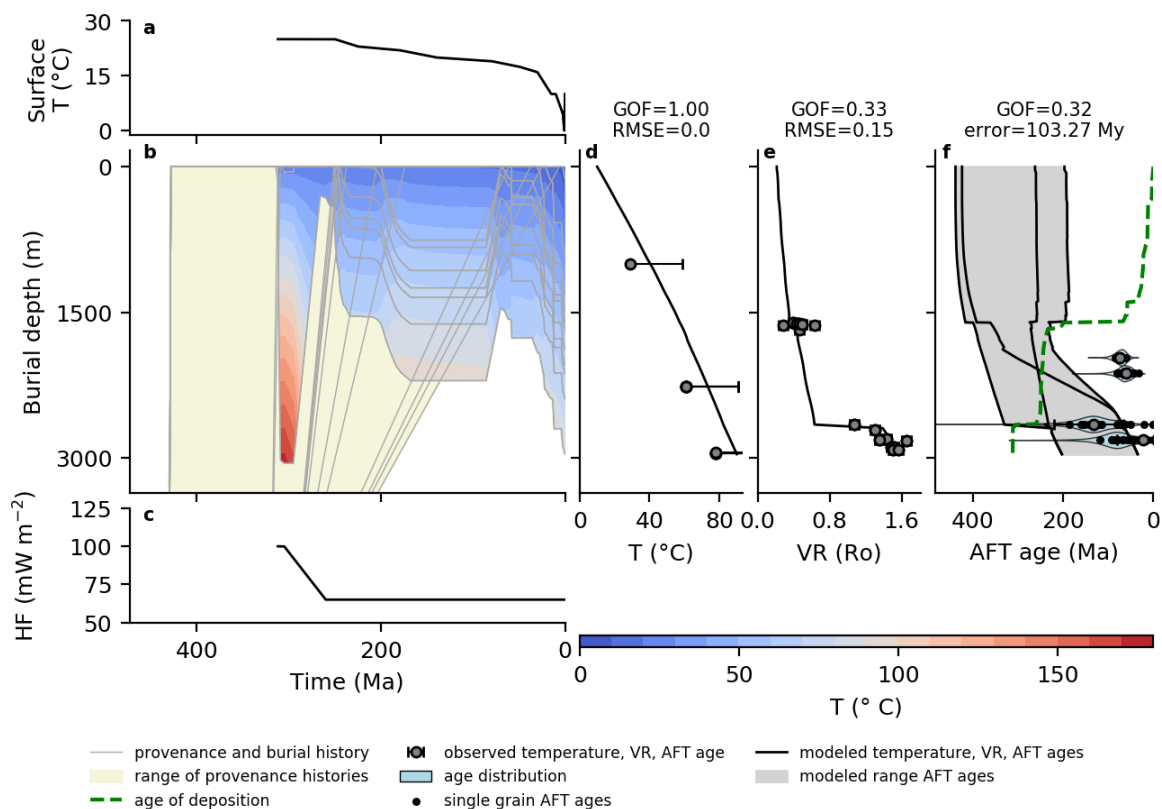 a
30
15
0
Surface
T (°C)
GOF=1.00
RMSE=0.0
GOF=0.33
RMSE=0.15
GOF=0.32
error=103.27 My
b
d
e
f
0
1500
3000
Burial depth (m)
c
125
100
75
50
HF (mW m⁻²)
0
40
80
T (°C)
0.0
0.8
1.6
VR (Ro)
400
200
0
AFT age (Ma)
400
200
0
Time (Ma)
0
50
100
150
T (° C)
provenance and burial history
range of provenance histories
age of deposition
observed temperature, VR, AFT age
age distribution
single grain AFT ages
modeled temperature, VR, AFT ages
modeled range AFT ages